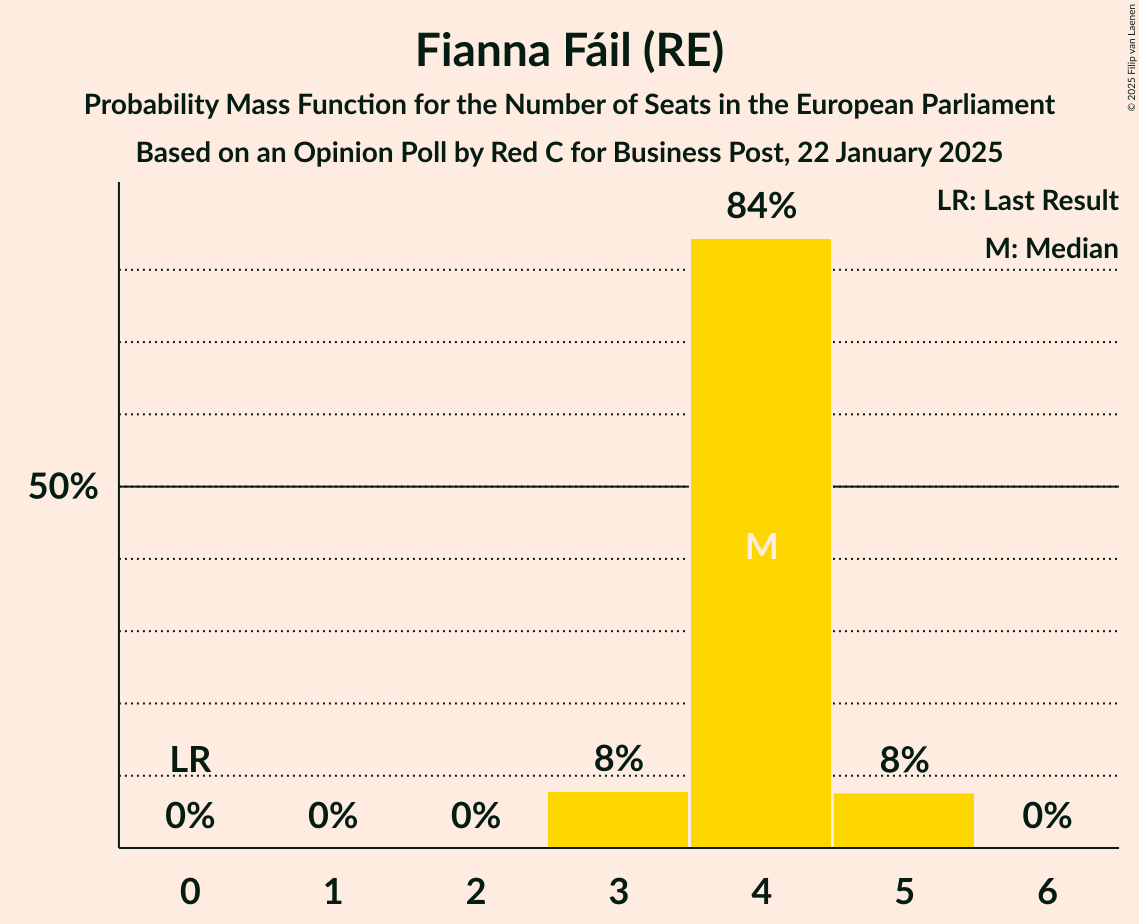 Fianna Fáil (RE)
Probability Mass Function for the Number of Seats in the European Parliament
Based on an Opinion Poll by Red C for Business Post, 22 January 2025
© 2025 Filip van Laenen
LR: Last Result
M: Median
84%
50%
M
LR
8%
8%
0%
0%
0%
0%
0 1 2 3 4 5 6